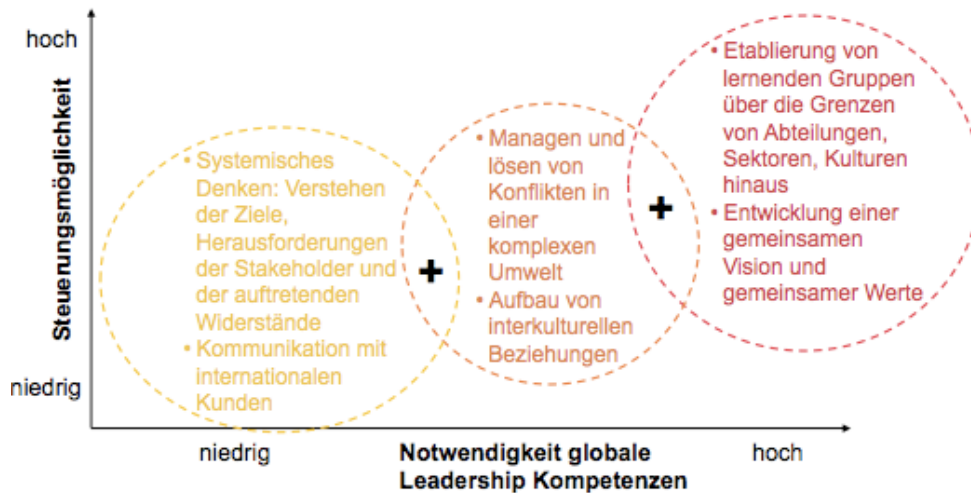 hoch
Steuerungsmöglichkeit
niedrig
• Systemisches
Denken: Verstehen
der Ziele,
Herausforderungen
der Stakeholder und
der auftretenden
Widerstände
• Kommunikation mit
internationalen
Kunden
+
• Managen und
lösen von
Konflikten in
einer
komplexen
Umwelt
• Aufbau von
interkulturellen
Beziehungen
+
• Etablierung von
lernenden Gruppen
über die Grenzen
von Abteilungen,
Sektoren, Kulturen
hinaus
• Entwicklung einer
gemeinsamen
Vision und
gemeinsamer Werte
niedrig
Notwendigkeit globale
Leadership Kompetenzen
hoch